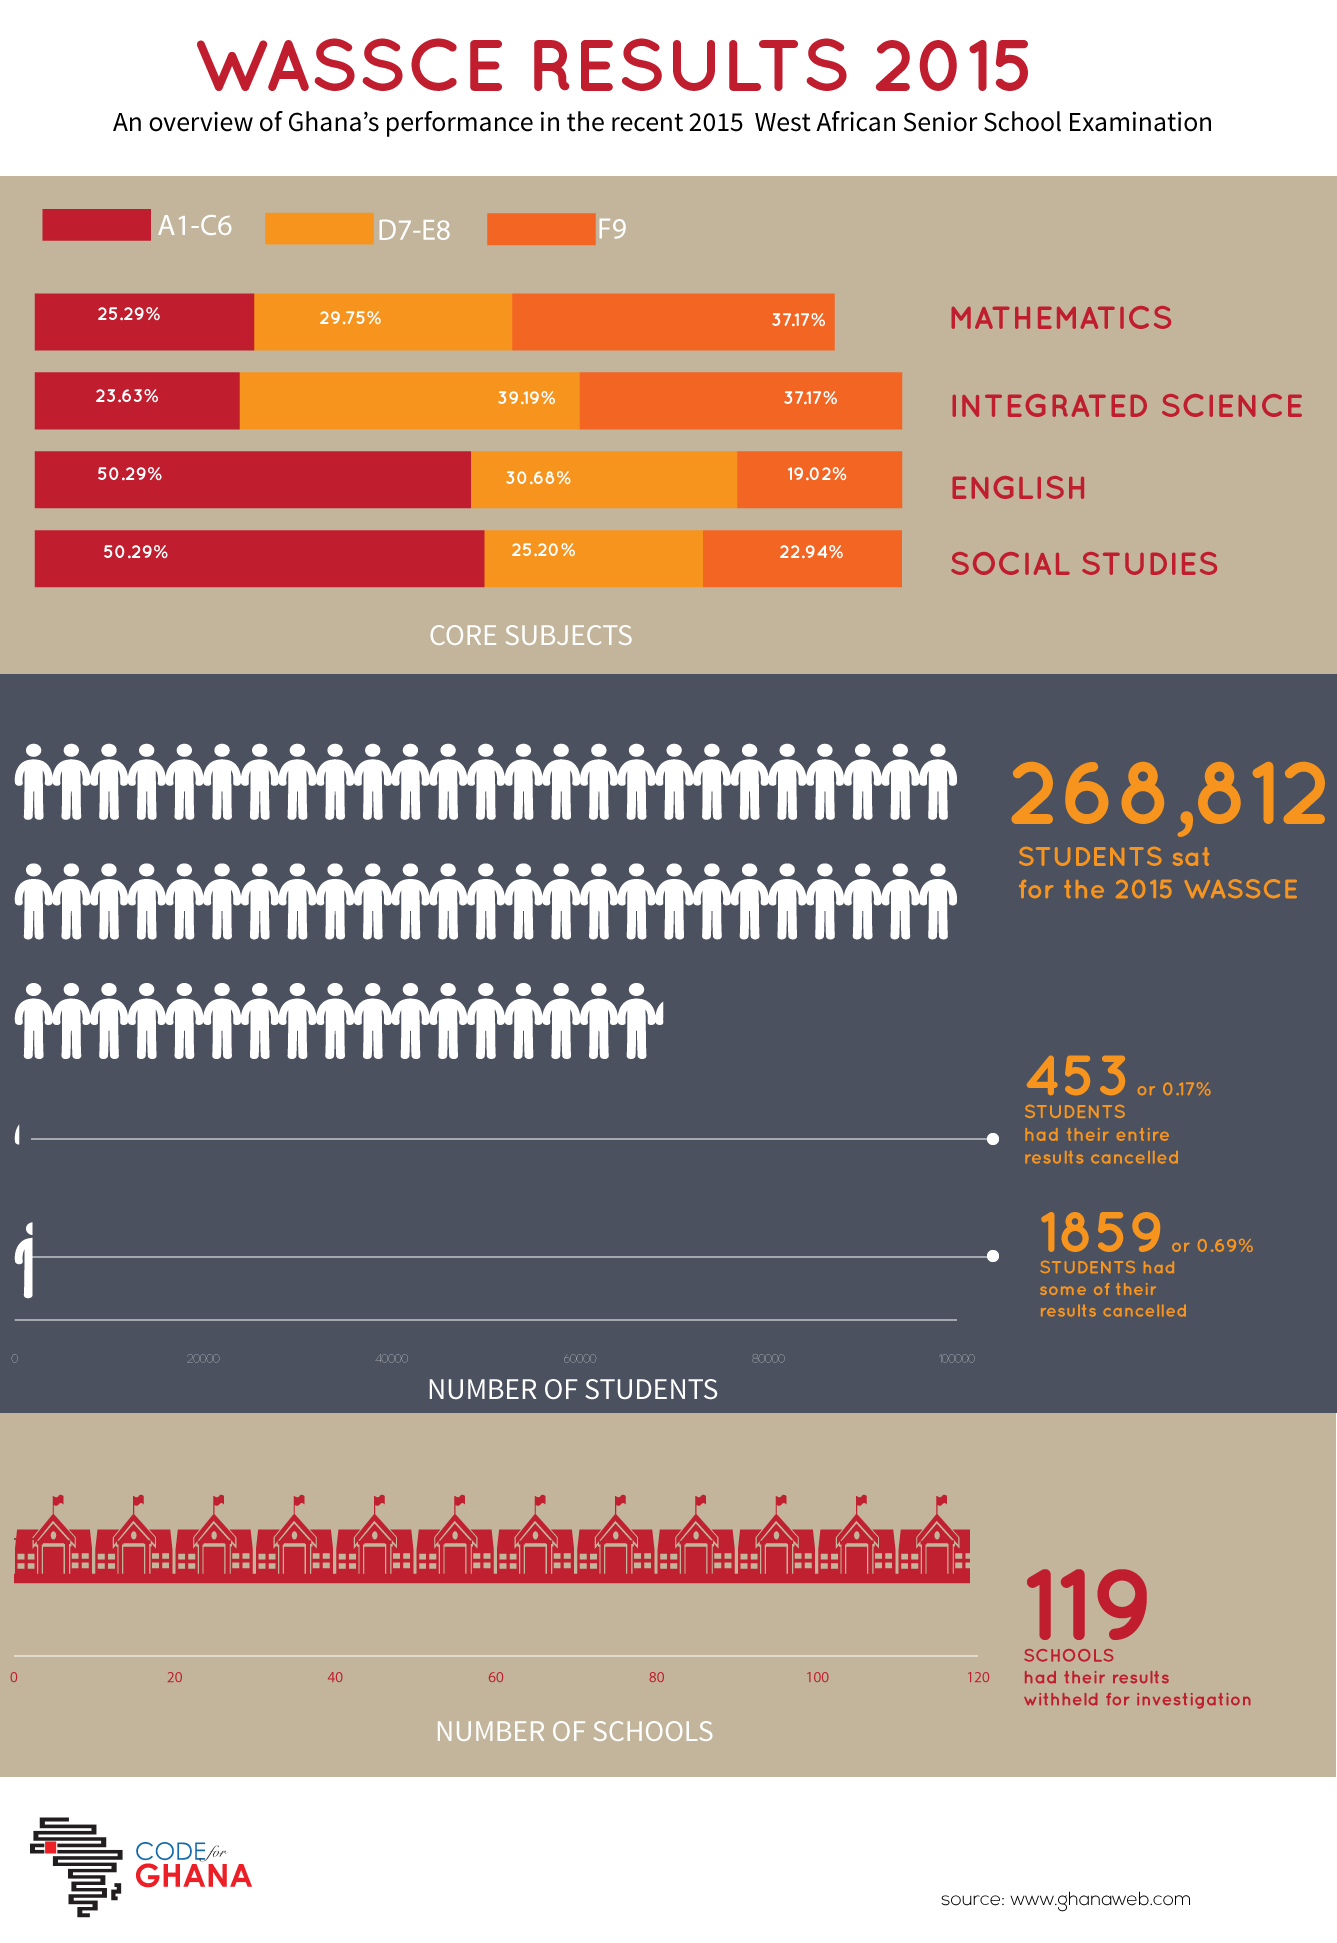 WASSCE RESULTS 2015
An overview of Ghana's performance in the recent 2015 West African Senior School Examination
A1-C6 D7-E8 F9
25.29% 29.75% 37.17% MATHEMATICS
23.63% 39.19% 37.17% INTEGRATED SCIENCE
50.29% 30.68% 19.02% ENGLISH
50.29% 25.20% 22.94% SOCIAL STUDIES
CORE SUBJECTS
268,812
STUDENTS sat
for the 2015 WASSCE
453 or 0.17%
STUDENTS
had their entire
results cancelled
1859 or 0.69%
STUDENTS had
some of their
results cancelled
0 20000 40000 60000 80000 100000
NUMBER OF STUDENTS
119
SCHOOLS
had their results
withheld for investigation
0 20 40 60 80 100 120
NUMBER OF SCHOOLS
CODE for
GHANA
source: www.ghanaweb.com